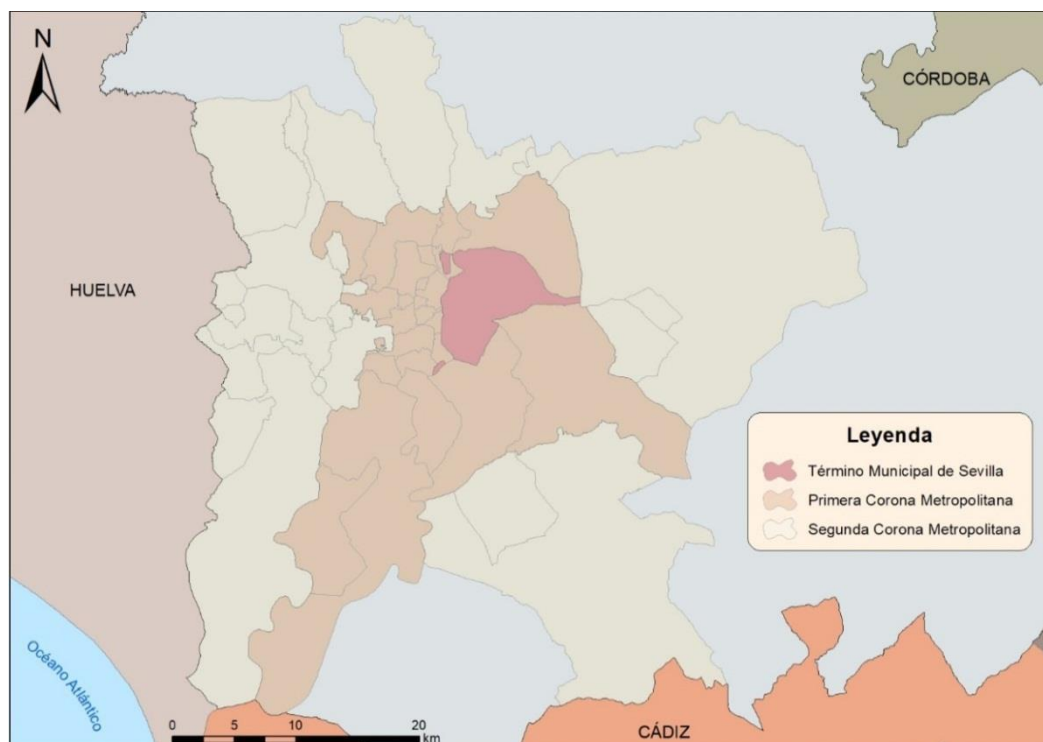 N
CÓRDOBA
HUELVA
Leyenda
Término Municipal de Sevilla
Primera Corona Metropolitana
Segunda Corona Metropolitana
Océano Atlántico
0 5 10 20
km
CÁDIZ